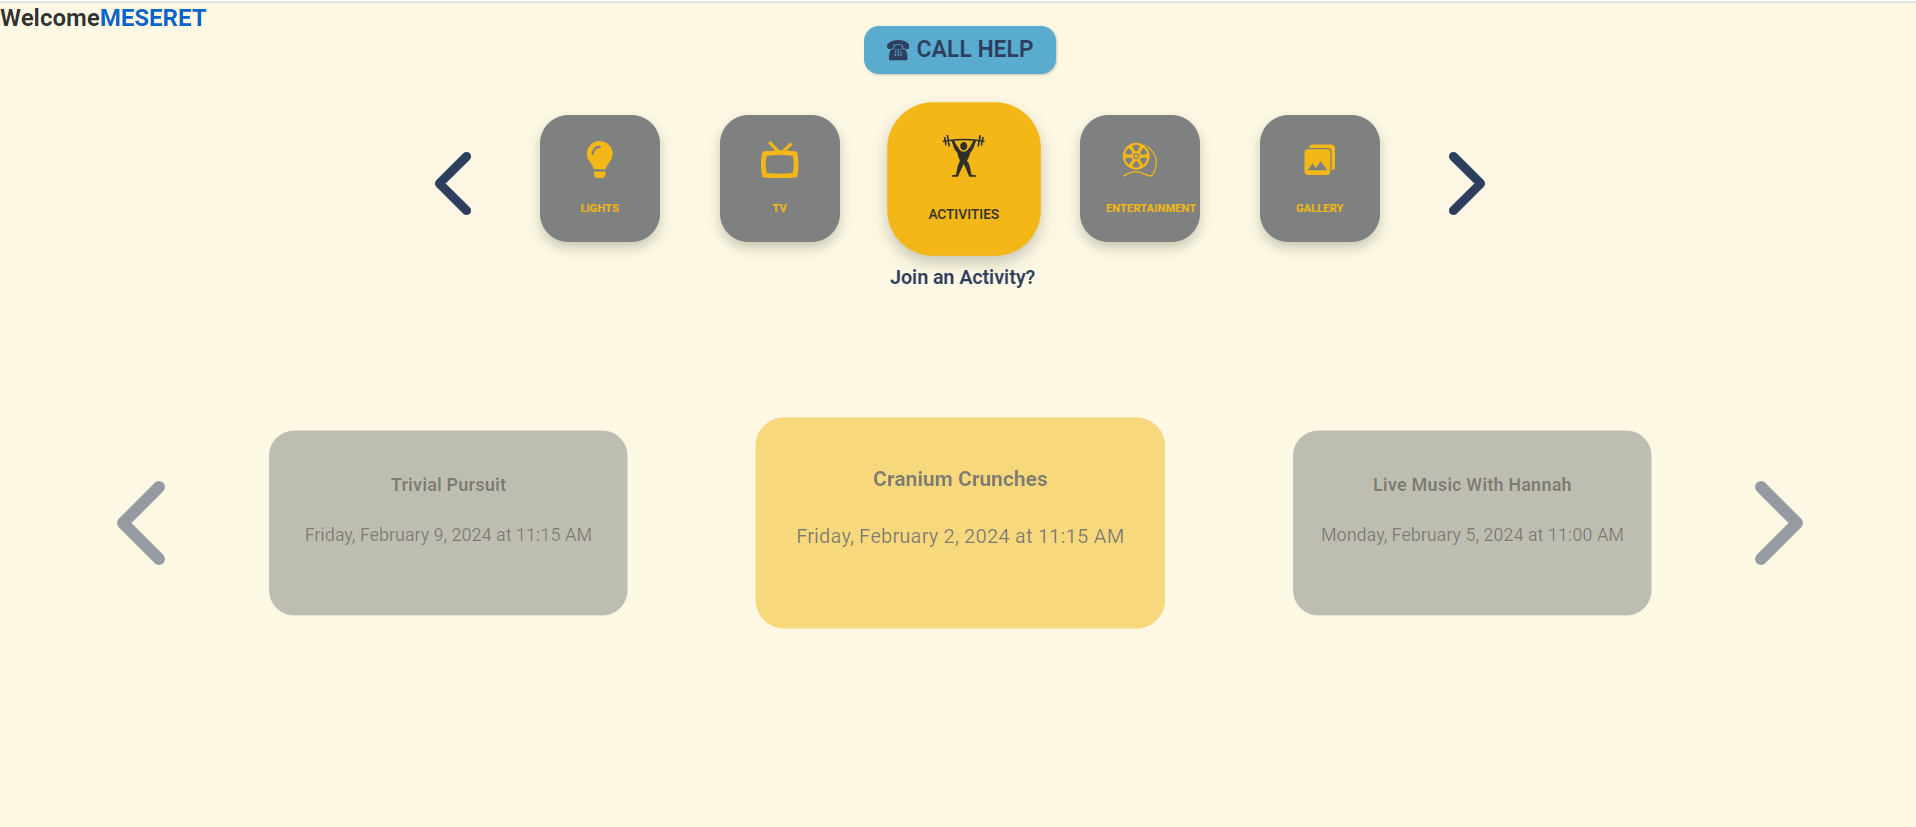 WelcomeMESERET
☎ CALL HELP
LIGHTS
TV
ACTIVITIES
ENTERTAINMENT
GALLERY
Join an Activity?
Trivial Pursuit
Friday, February 9, 2024 at 11:15 AM
Cranium Crunches
Friday, February 2, 2024 at 11:15 AM
Live Music With Hannah
Monday, February 5, 2024 at 11:00 AM